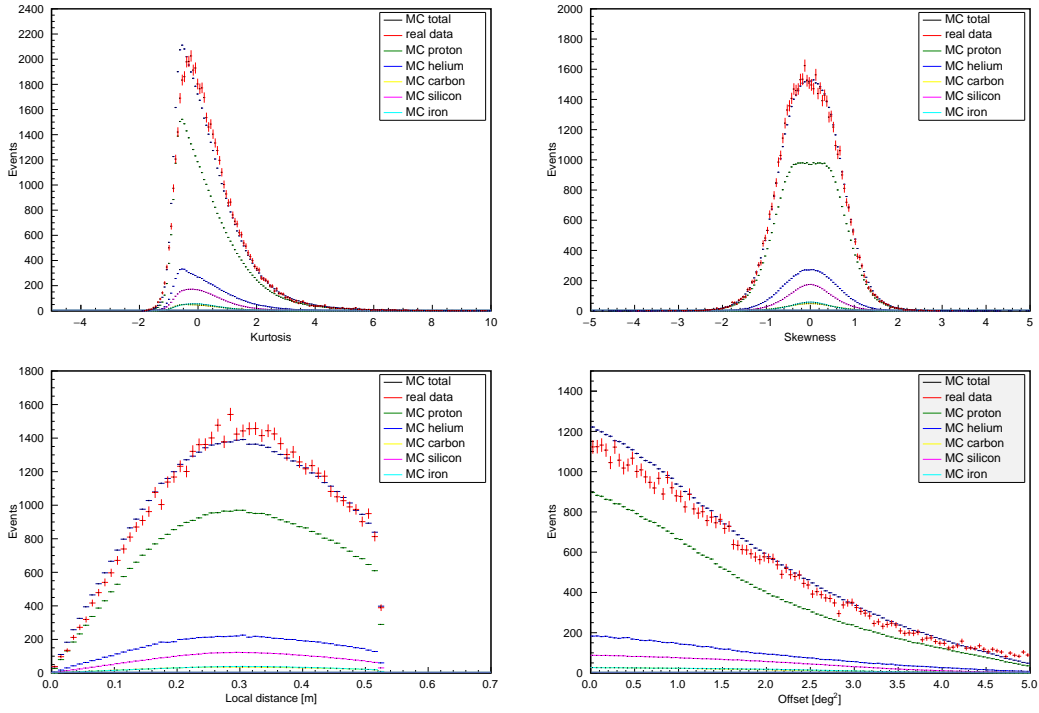 2400
2200
2000
1800
1600
1400
1200
1000
800
600
400
200
0
Events
MC total
real data
MC proton
MC helium
MC carbon
MC silicon
MC iron
−4 −2 0 2 4 6 8 10
Kurtosis
2000
1800
1600
1400
1200
1000
800
600
400
200
0
Events
MC total
real data
MC proton
MC helium
MC carbon
MC silicon
MC iron
−5 −4 −3 −2 −1 0 1 2 3 4 5
Skewness
1800
1600
1400
1200
1000
800
600
400
200
0
Events
MC total
real data
MC proton
MC helium
MC carbon
MC silicon
MC iron
0.0 0.1 0.2 0.3 0.4 0.5 0.6 0.7
Local distance [m]
1400
1200
1000
800
600
400
200
0
Events
MC total
real data
MC proton
MC helium
MC carbon
MC silicon
MC iron
0.0 0.5 1.0 1.5 2.0 2.5 3.0 3.5 4.0 4.5 5.0
Offset [deg²]